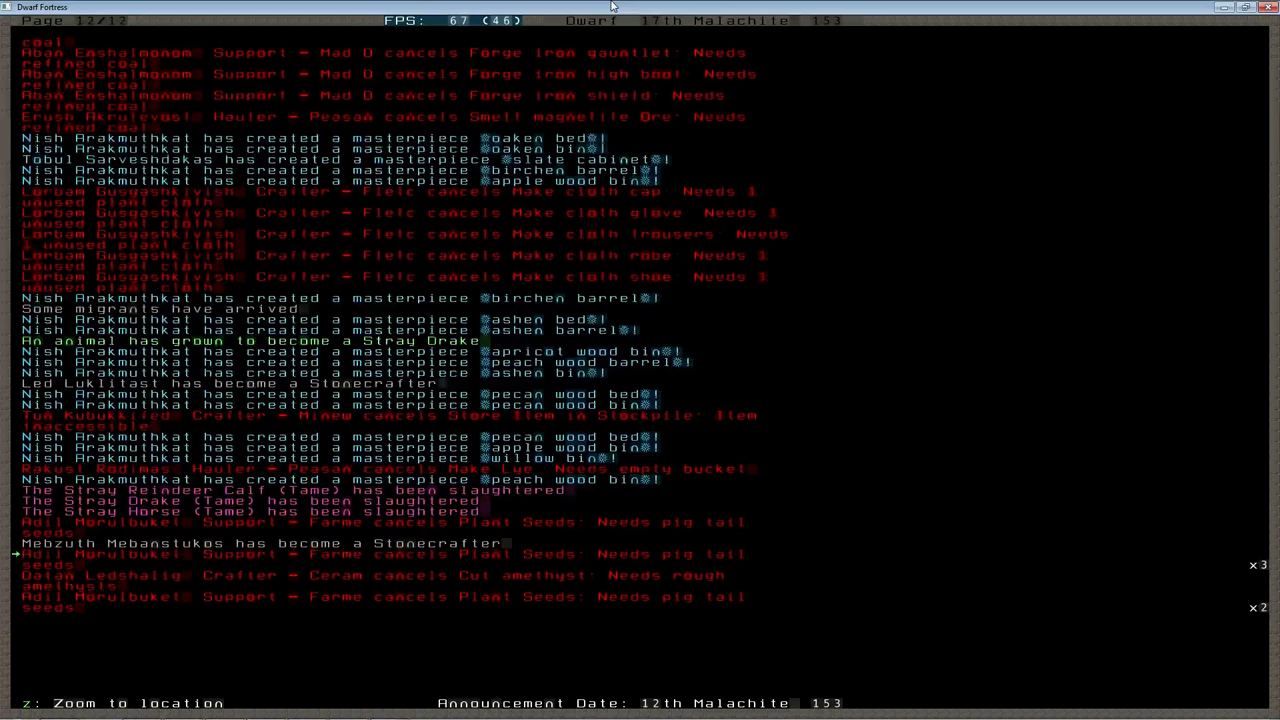 Dwarf Fortress
Page 12/12 FPS: 67 (46) Dwarf 17th Malachite 153
coal
Aban Enshalmonom Support - Mad D cancels Forge iron gauntlet: Needs
refined coal
Aban Enshalmonom Support - Mad D cancels Forge iron high boot Needs
refined coal
Aban Enshalmonom Support - Mad D cancels Forge iron shield: Needs
refined coal
Erush Akrulevosl Hauler - Peasan cancels Smelt magnetite Ore: Needs
refined coal
Nish Arakmuthkat has created a masterpiece ☼oaken bed☼!
Nish Arakmuthkat has created a masterpiece ☼oaken bin☼!
Tobul Sarveshdakas has created a masterpiece ☼slate cabinet☼!
Nish Arakmuthkat has created a masterpiece ☼birchen barrel☼!
Nish Arakmuthkat has created a masterpiece ☼apple wood bin☼!
Lorbam Gusgashkivish Crafter - Fletc cancels Make cloth cap: Needs 1
unused plant cloth
Lorbam Gusgashkivish Crafter - Fletc cancels Make cloth glove Needs 1
unused plant cloth
Lorbam Gusgashkivish Crafter - Fletc cancels Make cloth trousers: Needs
1 unused plant cloth
Lorbam Gusgashkivish Crafter - Fletc cancels Make cloth robe: Needs 1
unused plant cloth
Lorbam Gusgashkivish Crafter - Fletc cancels Make cloth shoe: Needs 1
unused plant cloth
Nish Arakmuthkat has created a masterpiece ☼birchen barrel☼!
Some migrants have arrived
Nish Arakmuthkat has created a masterpiece ☼ashen bed☼!
Nish Arakmuthkat has created a masterpiece ☼ashen barrel☼!
An animal has grown to become a Stray Drake
Nish Arakmuthkat has created a masterpiece ☼apricot wood bin☼!
Nish Arakmuthkat has created a masterpiece ☼peach wood barrel☼!
Nish Arakmuthkat has created a masterpiece ☼ashen bin☼!
Led Luklitast has become a Stonecrafter
Nish Arakmuthkat has created a masterpiece ☼pecan wood bed☼!
Nish Arakmuthkat has created a masterpiece ☼pecan wood bin☼!
Tun Kubukkifed Crafter - Minew cancels Store Item in Stockpile: Item
inaccessible
Nish Arakmuthkat has created a masterpiece ☼pecan wood bed☼!
Nish Arakmuthkat has created a masterpiece ☼apple wood bin☼!
Nish Arakmuthkat has created a masterpiece ☼willow bin☼!
Rakust Rodimas Hauler - Peasan cancels Make Lye Needs empty bucket
Nish Arakmuthkat has created a masterpiece ☼peach wood bin☼!
The Stray Reindeer Calf (Tame) has been slaughtered
The Stray Drake (Tame) has been slaughtered
The Stray Horse (Tame) has been slaughtered
Adil Morulbuket Support - Farme cancels Plant Seeds: Needs pig tail
seeds
Mebzuth Mebanstukos has become a Stonecrafter
Adil Morulbuket Support - Farme cancels Plant Seeds: Needs pig tail
seeds x3
Datan Ledshalig Crafter - Ceram cancels Cut amethyst: Needs rough
amethysts
Adil Morulbuket Support - Farme cancels Plant Seeds: Needs pig tail
seeds x2
z: Zoom to location Announcement Date: 12th Malachite 153